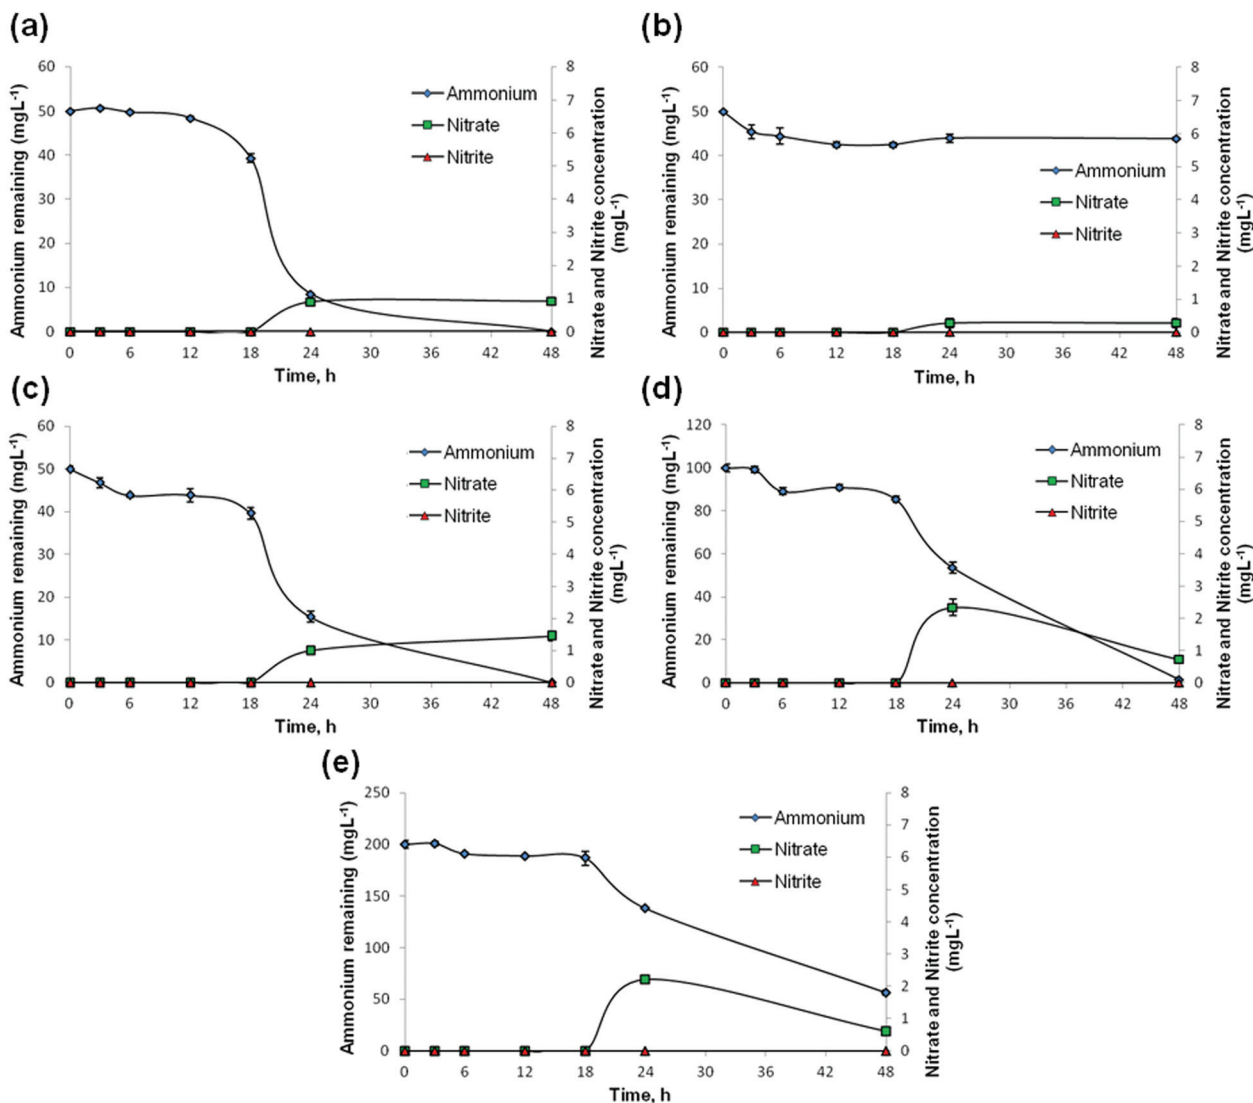 (a)
Ammonium remaining (mgL-1)
60
50
40
30
20
10
0
Ammonium
Nitrate
Nitrite
8
7
6
5
4
3
2
1
0
Nitrate and Nitrite concentration
(mgL-1)
0 6 12 18 24 30 36 42 48
Time, h
(b)
Ammonium remaining (mgL-1)
60
50
40
30
20
10
0
Ammonium
Nitrate
Nitrite
8
7
6
5
4
3
2
1
0
Nitrate and Nitrite concentration
(mgL-1)
0 6 12 18 24 30 36 42 48
Time, h
(c)
Ammonium remaining (mgL-1)
60
50
40
30
20
10
0
Ammonium
Nitrate
Nitrite
8
7
6
5
4
3
2
1
0
Nitrate and Nitrite concentration
(mgL-1)
0 6 12 18 24 30 36 42 48
Time, h
(d)
Ammonium remaining (mgL-1)
120
100
80
60
40
20
0
Ammonium
Nitrate
Nitrite
8
7
6
5
4
3
2
1
0
Nitrate and Nitrite concentration
(mgL-1)
0 6 12 18 24 30 36 42 48
Time, h
(e)
Ammonium remaining (mgL-1)
250
200
150
100
50
0
Ammonium
Nitrate
Nitrite
8
7
6
5
4
3
2
1
0
Nitrate and Nitrite concentration
(mgL-1)
0 6 12 18 24 30 36 42 48
Time, h